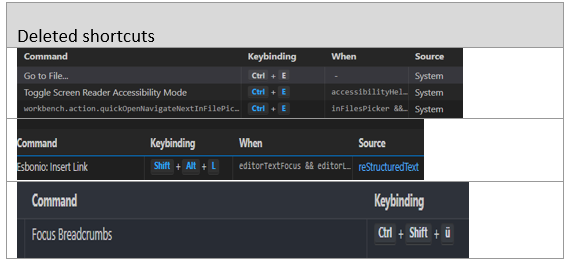 Deleted shortcuts
Command Keybinding When Source
Go to File... Ctrl + E - System
Toggle Screen Reader Accessibility Mode Ctrl + E accessibilityHel… System
workbench.action.quickOpenNavigateNextInFilePic… Ctrl + E inFilesPicker &&… System
Command Keybinding When Source
Esbonio: Insert Link Shift + Alt + L editorTextFocus && editorL… reStructuredText
Command Keybinding
Focus Breadcrumbs Ctrl + Shift + ü